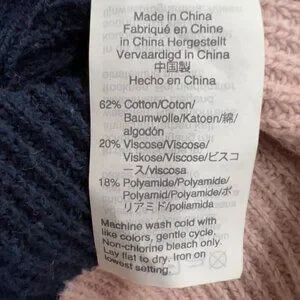 Made in China
Fabriqué en Chine
in China Hergestellt
Vervaardigd in China
中国製
Hecho en China
62% Cotton/Coton/
Baumwolle/Katoen/綿/
algodón
20% Viscose/Viscose/
Viskose/Viscose/ビスコ
ース/viscosa
18% Polyamide/Polyamide/
Polyamid/Polyamide/ポ
リアミド/poliamida
Machine wash cold with
like colors, gentle cycle.
Non-chlorine bleach only.
Lay flat to dry. Iron on
lowest setting.